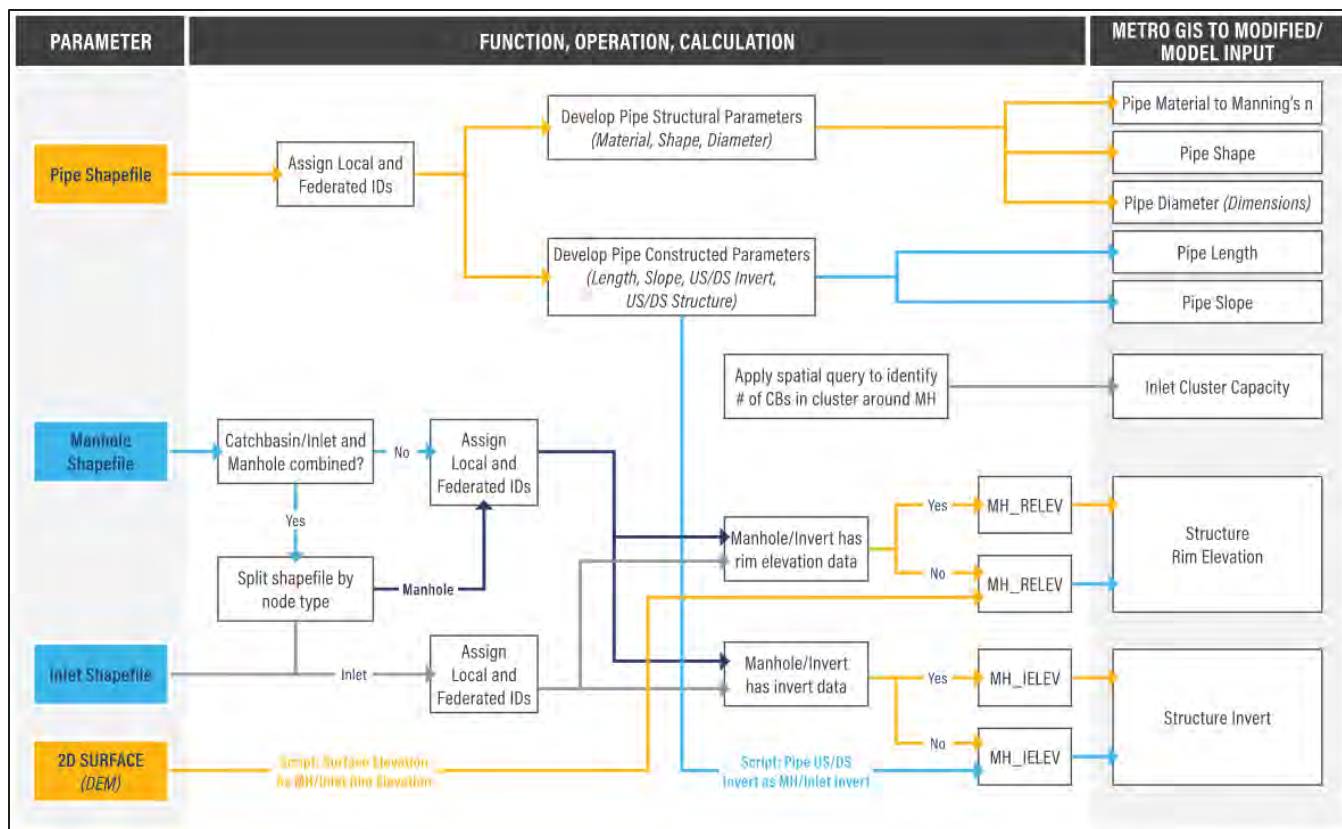 PARAMETER
FUNCTION, OPERATION, CALCULATION
METRO GIS TO MODIFIED/
MODEL INPUT
Pipe Shapefile
Assign Local and
Federated IDs
Develop Pipe Structural Parameters
(Material, Shape, Diameter)
Pipe Material to Manning's n
Pipe Shape
Pipe Diameter (Dimensions)
Develop Pipe Constructed Parameters
(Length, Slope, US/DS Invert,
US/DS Structure)
Pipe Length
Pipe Slope
Apply spatial query to identify
# of CBs in cluster around MH
Inlet Cluster Capacity
Manhole
Shapefile
Catchbasin/Inlet and
Manhole combined?
No
Assign
Local and
Federated IDs
Yes
Split shapefile by
node type
Manhole
Manhole/Invert has
rim elevation data
Yes
MH_RELEV
No
MH_RELEV
Structure
Rim Elevation
Inlet Shapefile
Inlet
Assign
Local and
Federated IDs
Manhole/Invert
has invert data
Yes
MH_IELEV
No
MH_IELEV
Structure Invert
2D SURFACE
(DEM)
Script: Surface Elevation
as MH/Inlet Rim Elevation
Script: Pipe US/DS
Invert as MH/Inlet Invert